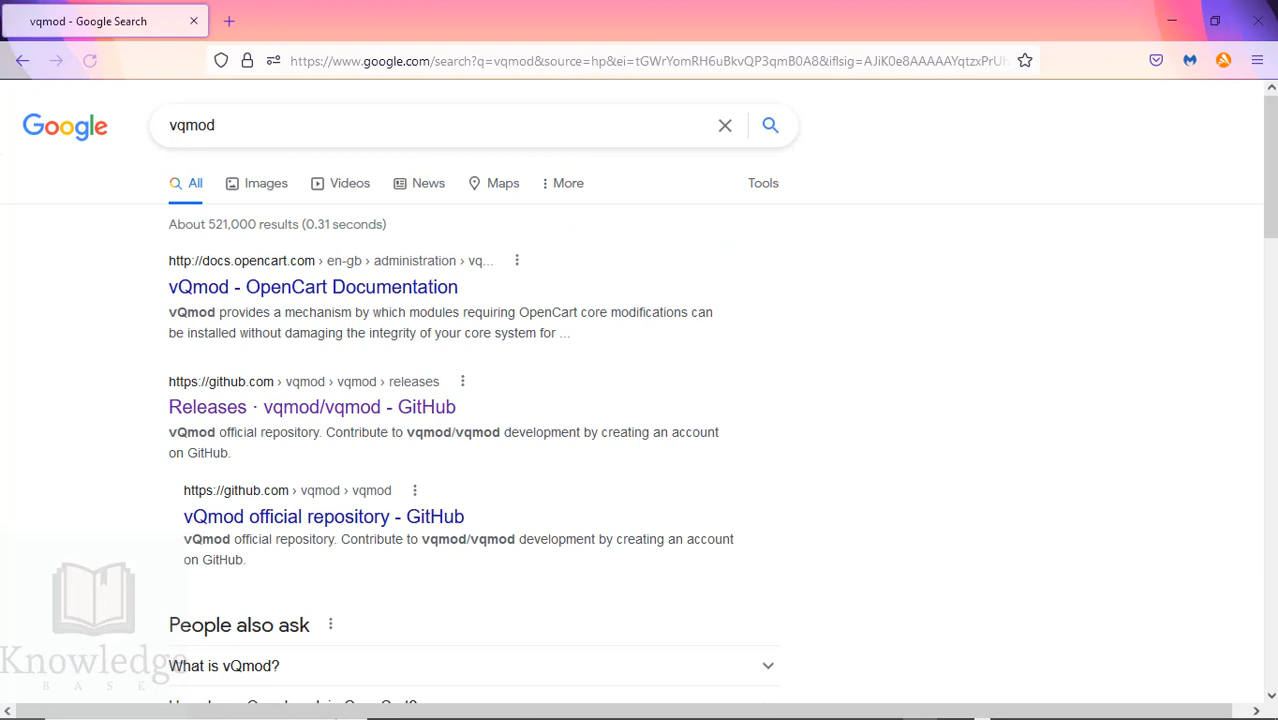 vqmod - Google Search
https://www.google.com/search?q=vqmod&source=hp&ei=tGWrYomRH6uBkvQP3qmB0A8&iflsig=AJiK0e8AAAAAYqtzxPrUH
Google
vqmod
All Images Videos News Maps More Tools
About 521,000 results (0.31 seconds)
http://docs.opencart.com › en-gb › administration › vq...
vQmod - OpenCart Documentation
vQmod provides a mechanism by which modules requiring OpenCart core modifications can
be installed without damaging the integrity of your core system for ...
https://github.com › vqmod › vqmod › releases
Releases · vqmod/vqmod - GitHub
vQmod official repository. Contribute to vqmod/vqmod development by creating an account
on GitHub.
https://github.com › vqmod › vqmod
vQmod official repository - GitHub
vQmod official repository. Contribute to vqmod/vqmod development by creating an account
on GitHub.
People also ask
What is vQmod?
Knowledge
BASE